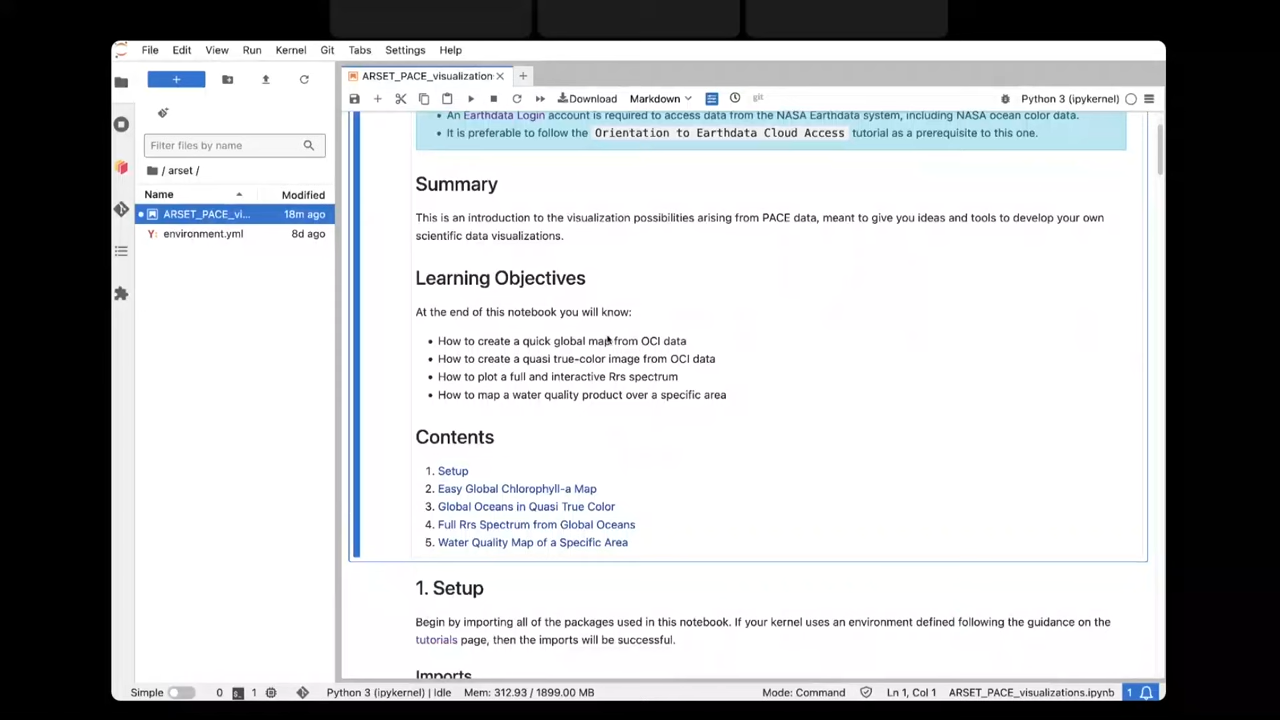 File Edit View Run Kernel Git Tabs Settings Help
ARSET_PACE_visualization
Download Markdown git Python 3 (ipykernel)
Filter files by name
/ arset /
Name Modified
ARSET_PACE_vi... 18m ago
Y: environment.yml 8d ago
An Earthdata Login account is required to access data from the NASA Earthdata system, including NASA ocean color data.
It is preferable to follow the Orientation to Earthdata Cloud Access tutorial as a prerequisite to this one.
Summary
This is an introduction to the visualization possibilities arising from PACE data, meant to give you ideas and tools to develop your own
scientific data visualizations.
Learning Objectives
At the end of this notebook you will know:
How to create a quick global map from OCI data
How to create a quasi true-color image from OCI data
How to plot a full and interactive Rrs spectrum
How to map a water quality product over a specific area
Contents
1. Setup
2. Easy Global Chlorophyll-a Map
3. Global Oceans in Quasi True Color
4. Full Rrs Spectrum from Global Oceans
5. Water Quality Map of a Specific Area
1. Setup
Begin by importing all of the packages used in this notebook. If your kernel uses an environment defined following the guidance on the
tutorials page, then the imports will be successful.
Imports
Simple 0 1 Python 3 (ipykernel) | Idle Mem: 312.93 / 1899.00 MB Mode: Command Ln 1, Col 1 ARSET_PACE_visualizations.ipynb 1